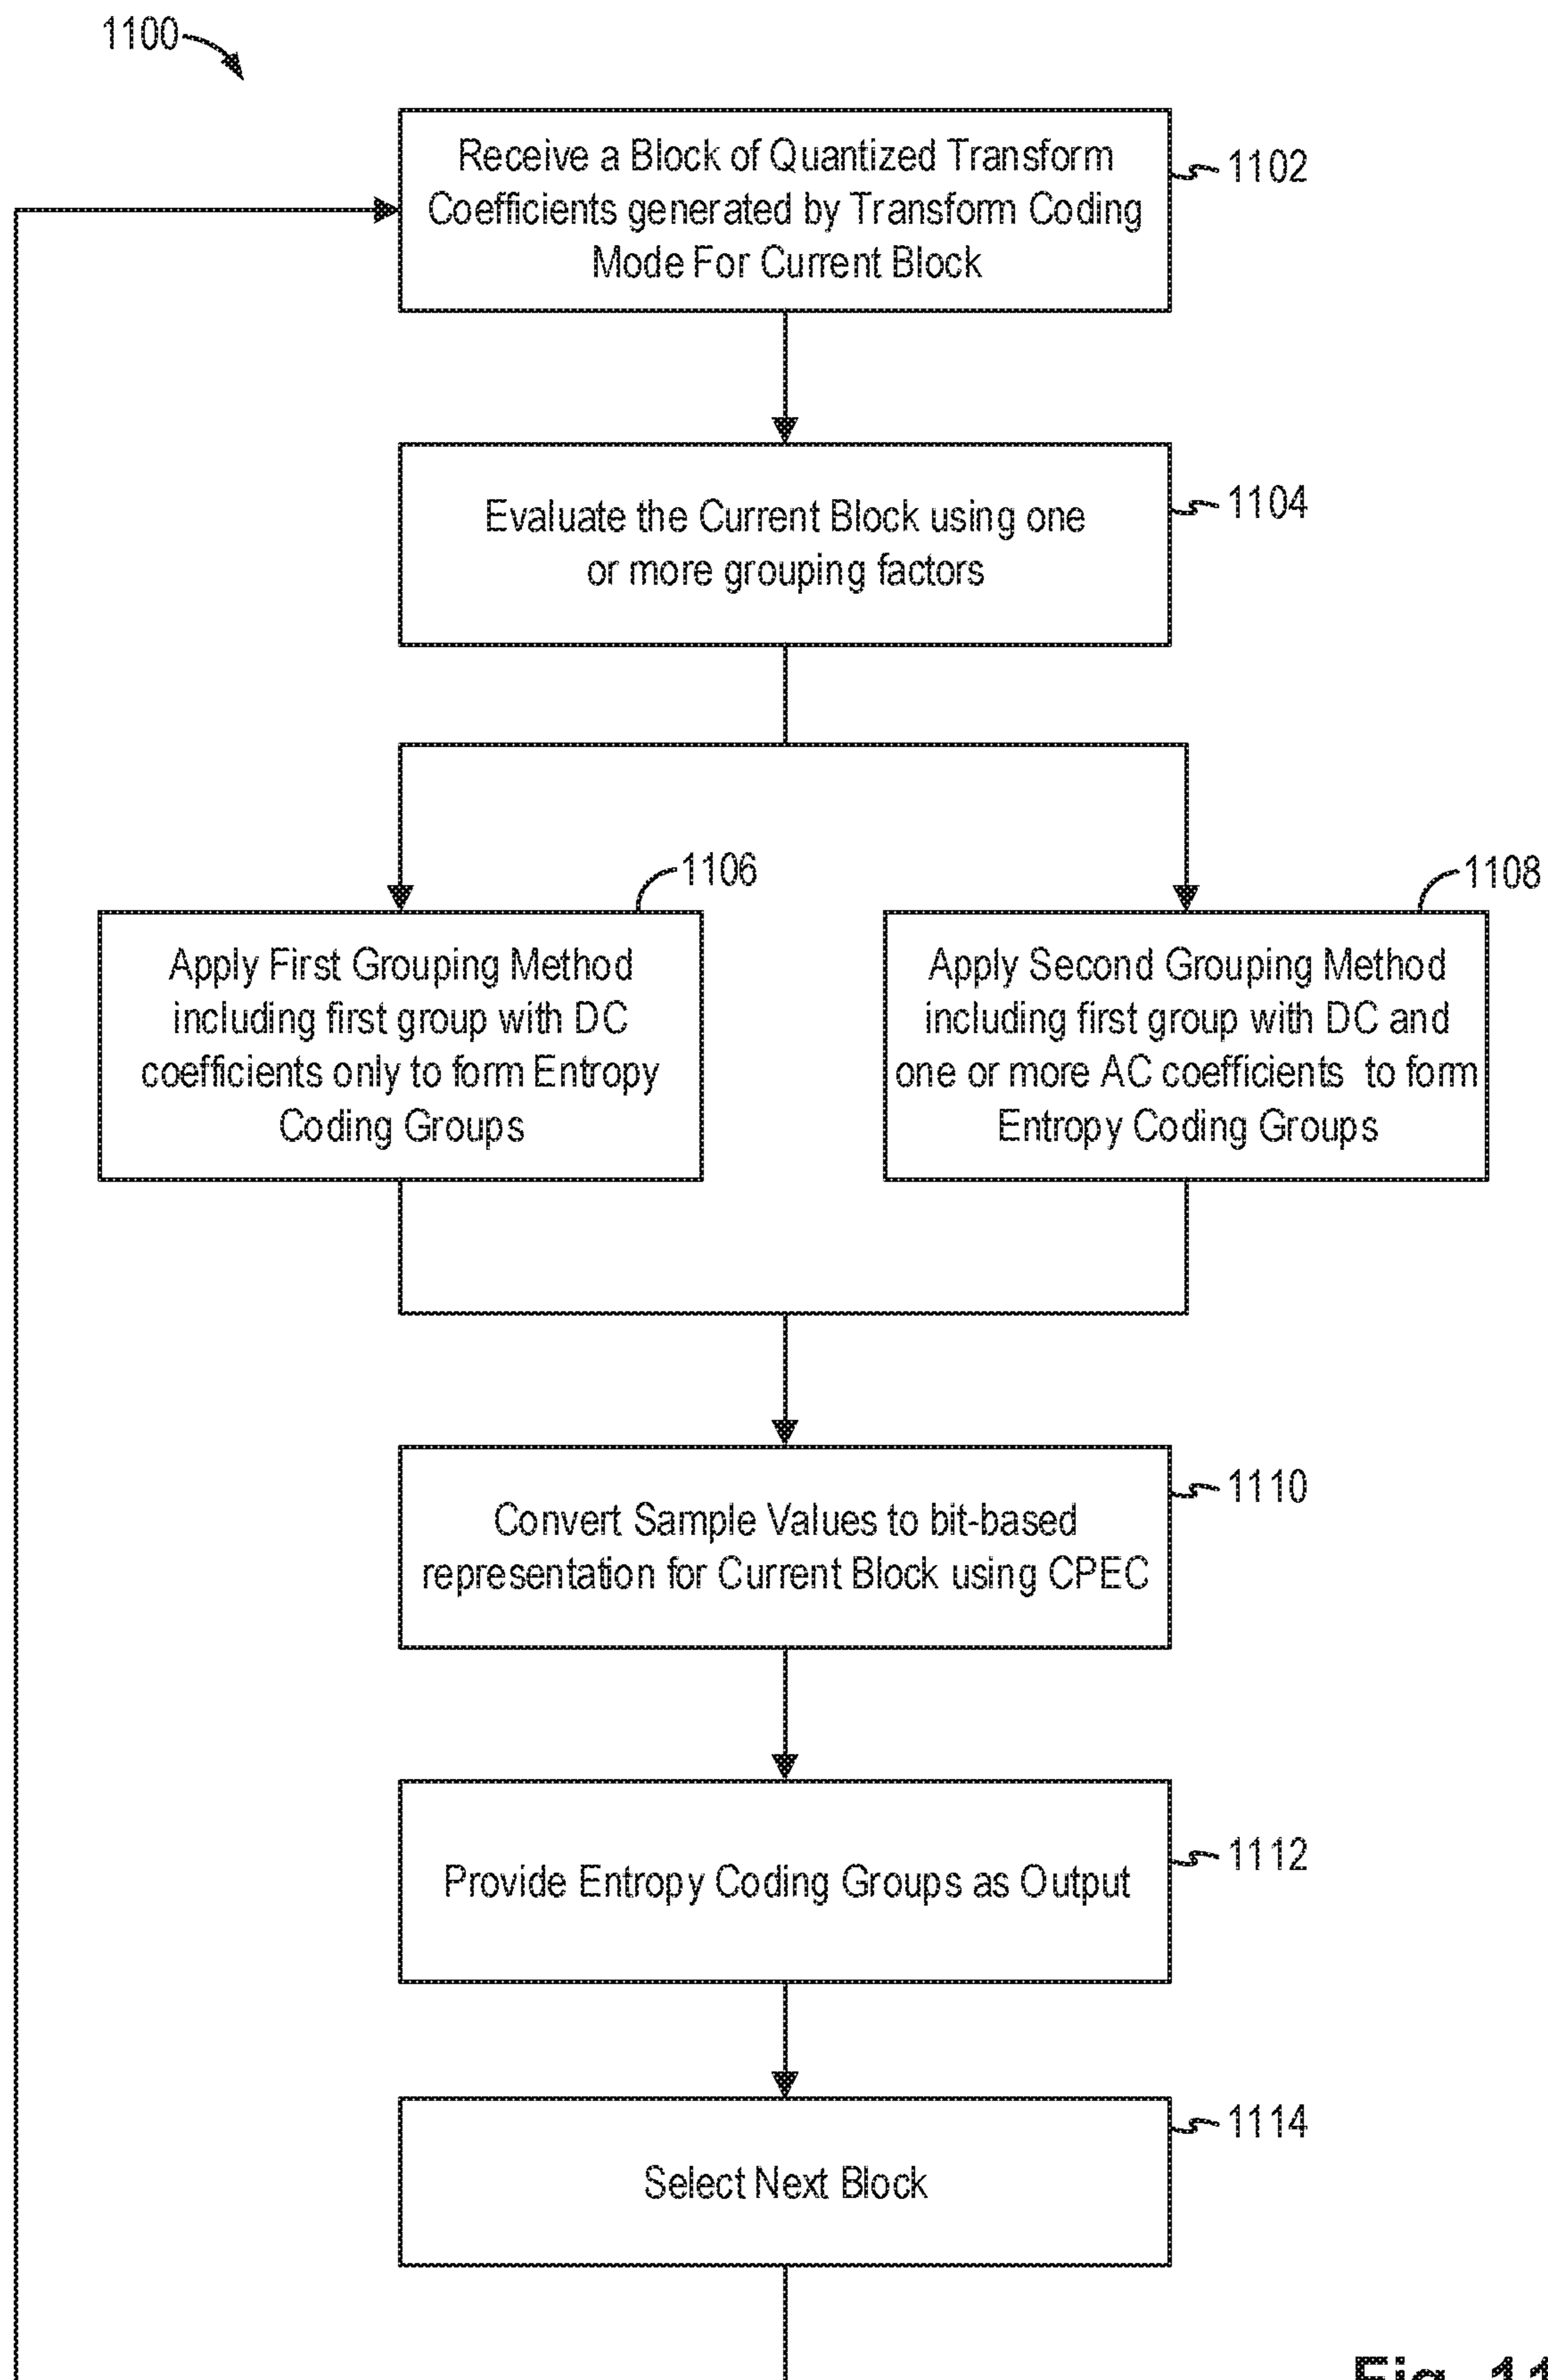 1100
Receive a Block of Quantized Transform
Coefficients generated by Transform Coding
Mode For Current Block
1102
Evaluate the Current Block using one
or more grouping factors
1104
1106
Apply First Grouping Method
including first group with DC
coefficients only to form Entropy
Coding Groups
1108
Apply Second Grouping Method
including first group with DC and
one or more AC coefficients to form
Entropy Coding Groups
Convert Sample Values to bit-based
representation for Current Block using CPEC
1110
Provide Entropy Coding Groups as Output
1112
Select Next Block
1114
Fig. 11